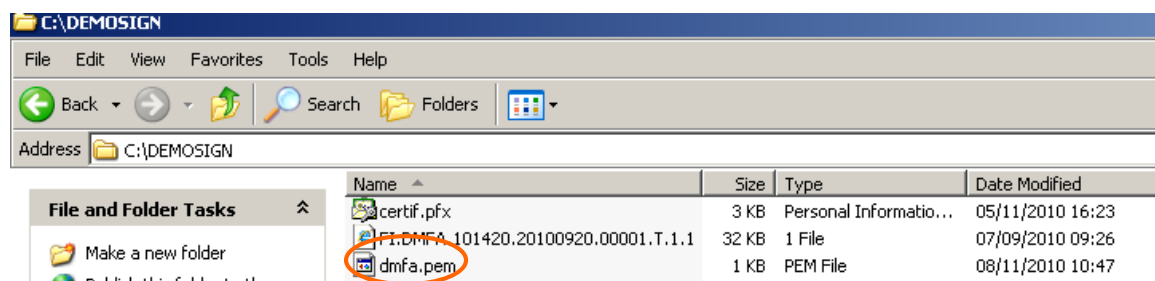 C:\DEMOSIGN
File Edit View Favorites Tools Help
Back Search Folders
Address C:\DEMOSIGN
Name Size Type Date Modified
File and Folder Tasks
certif.pfx 3 KB Personal Informatio... 05/11/2010 16:23
FI.DMFA.101420.20100920.00001.T.1.1 32 KB 1 File 07/09/2010 09:26
Make a new folder
dmfa.pem 1 KB PEM File 08/11/2010 10:47